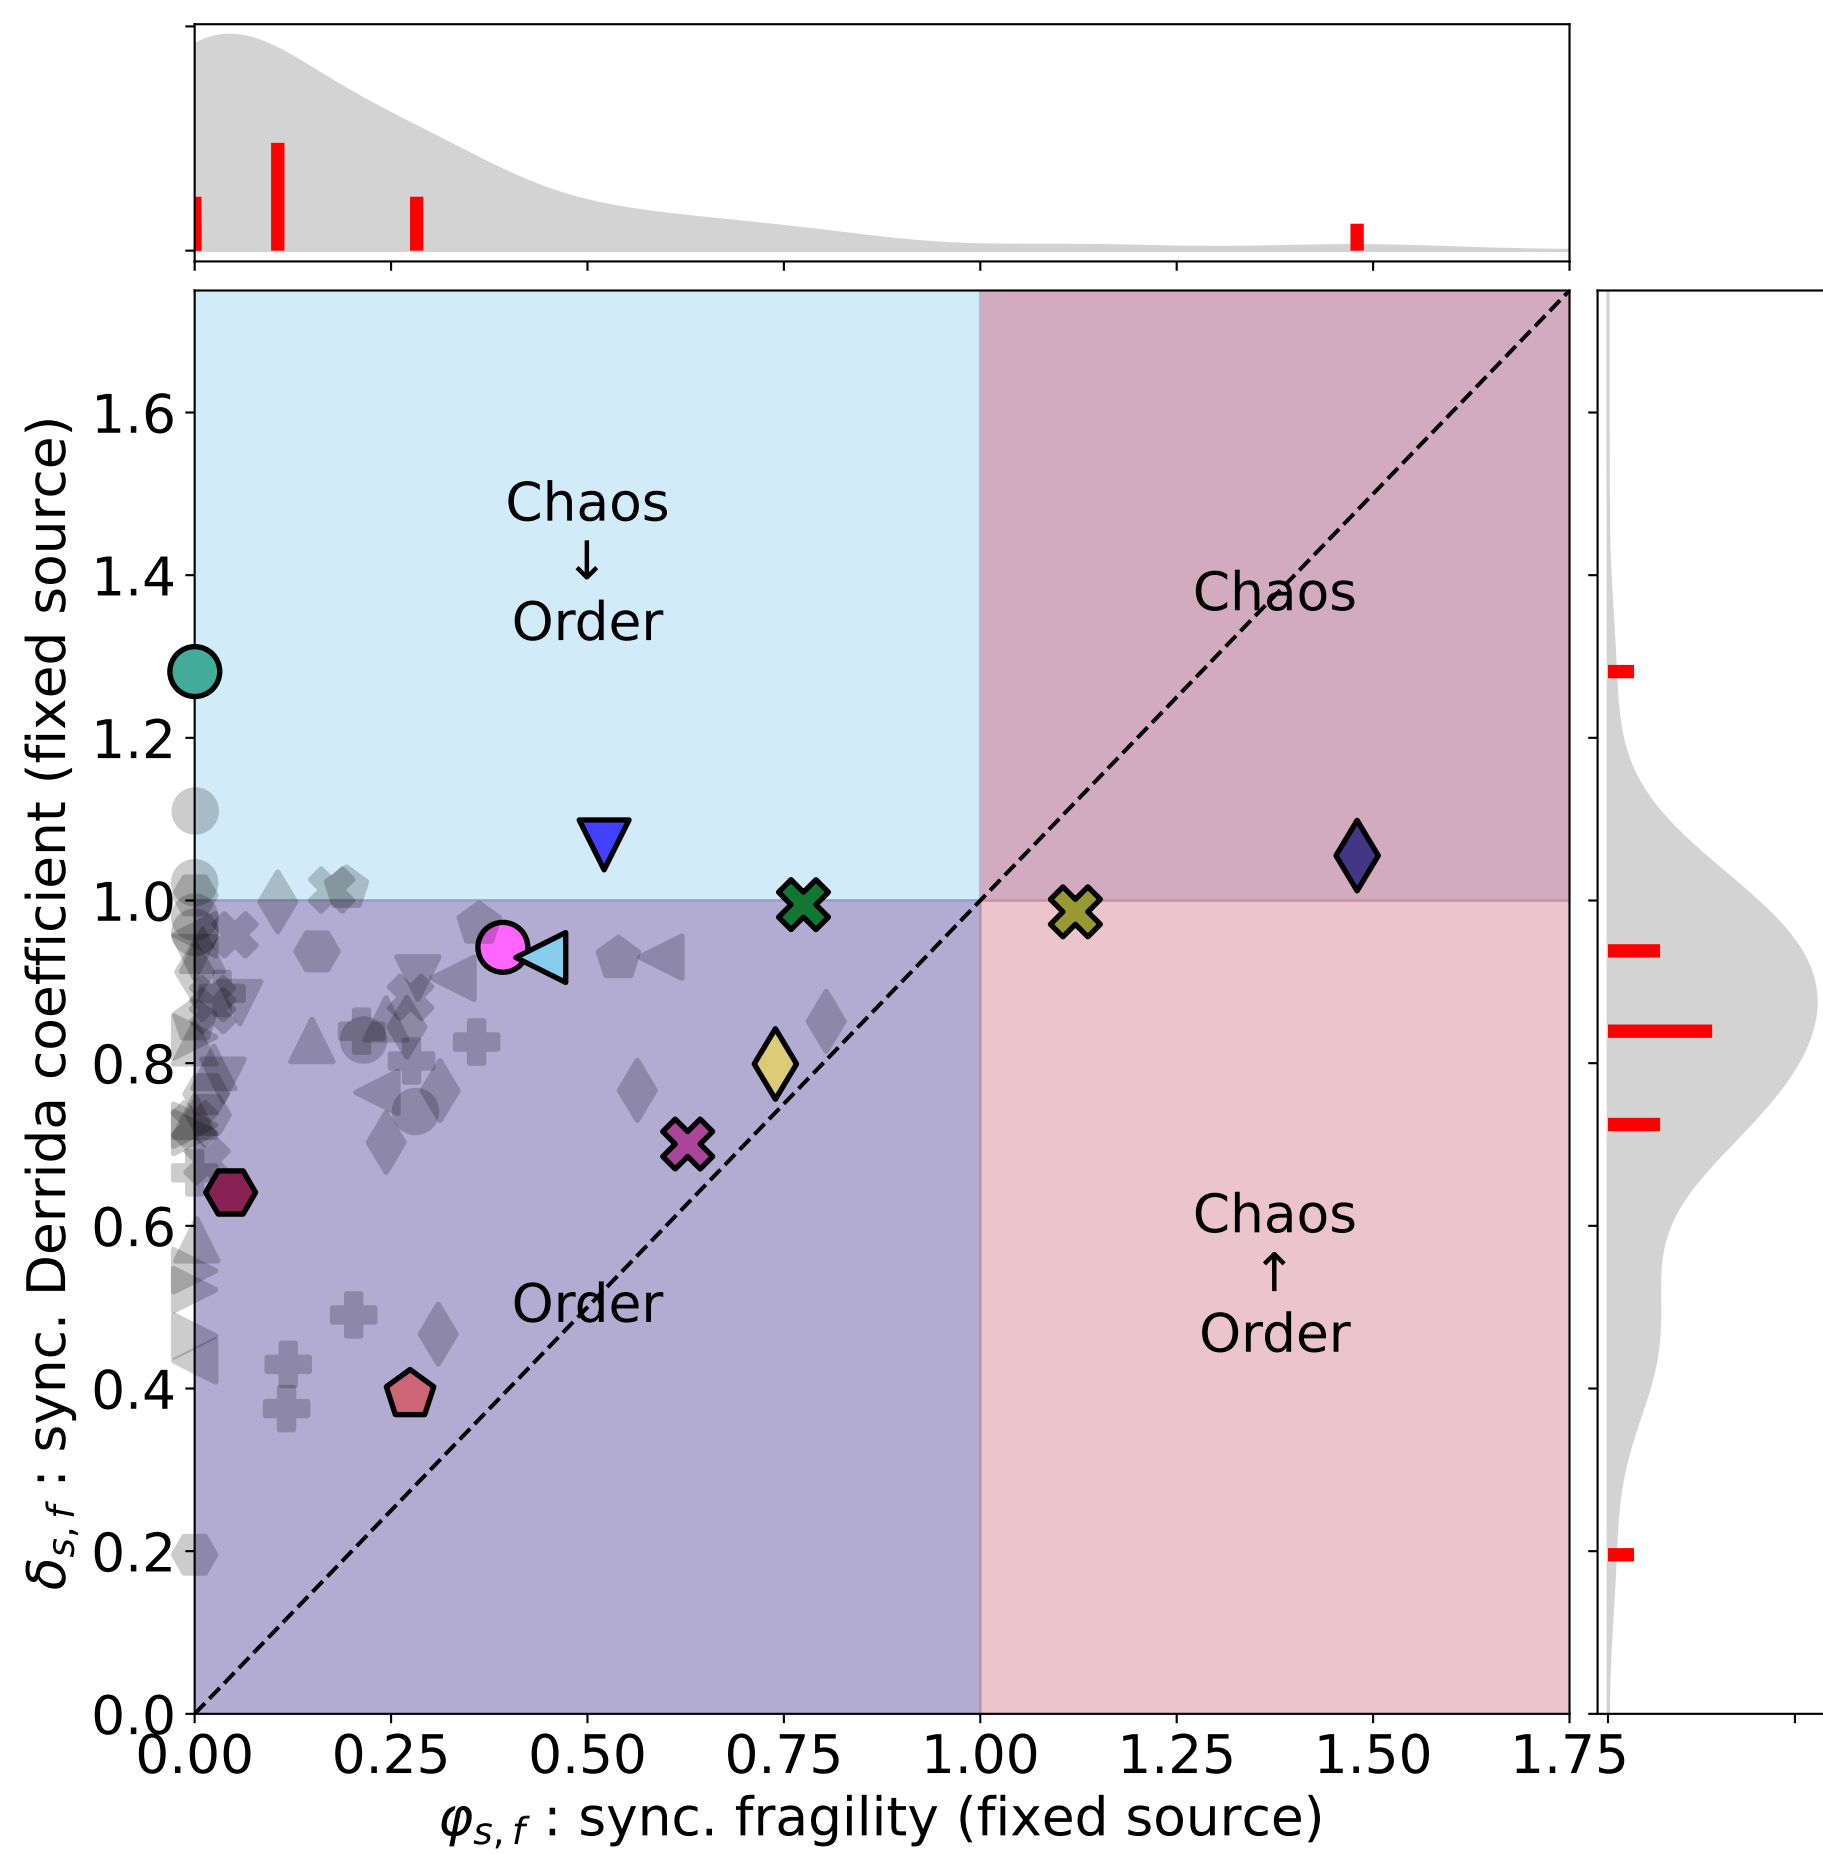 Chaos
↓
Order
Chaos
Chaos
↑
Order
Order
1.6
1.4
1.2
1.0
0.8
0.6
0.4
0.2
0.0
0.00 0.25 0.50 0.75 1.00 1.25 1.50 1.75
δs,f : sync. Derrida coefficient (fixed source)
φs,f : sync. fragility (fixed source)